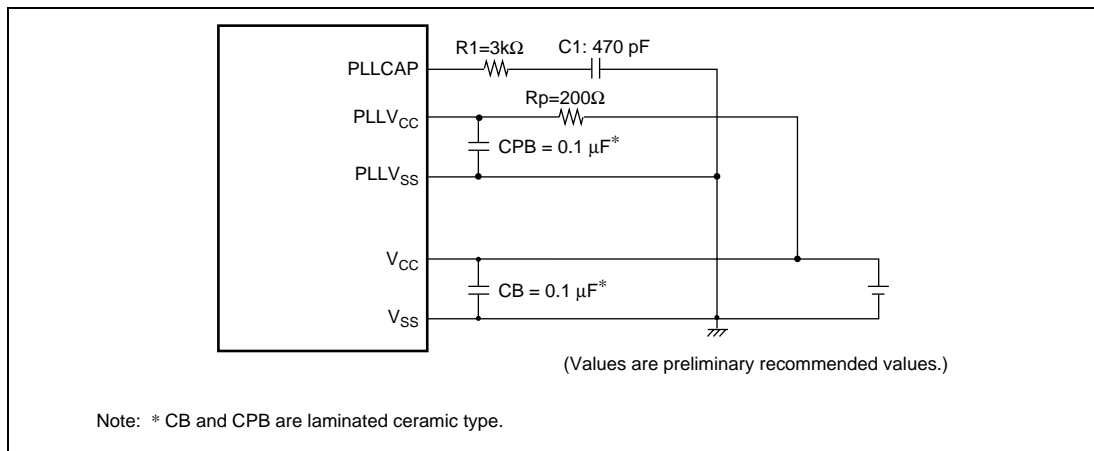 R1=3kΩ C1: 470 pF
PLLCAP
Rp=200Ω
PLLVCC
CPB = 0.1 μF*
PLLVSS
VCC
CB = 0.1 μF*
VSS
(Values are preliminary recommended values.)
Note: * CB and CPB are laminated ceramic type.